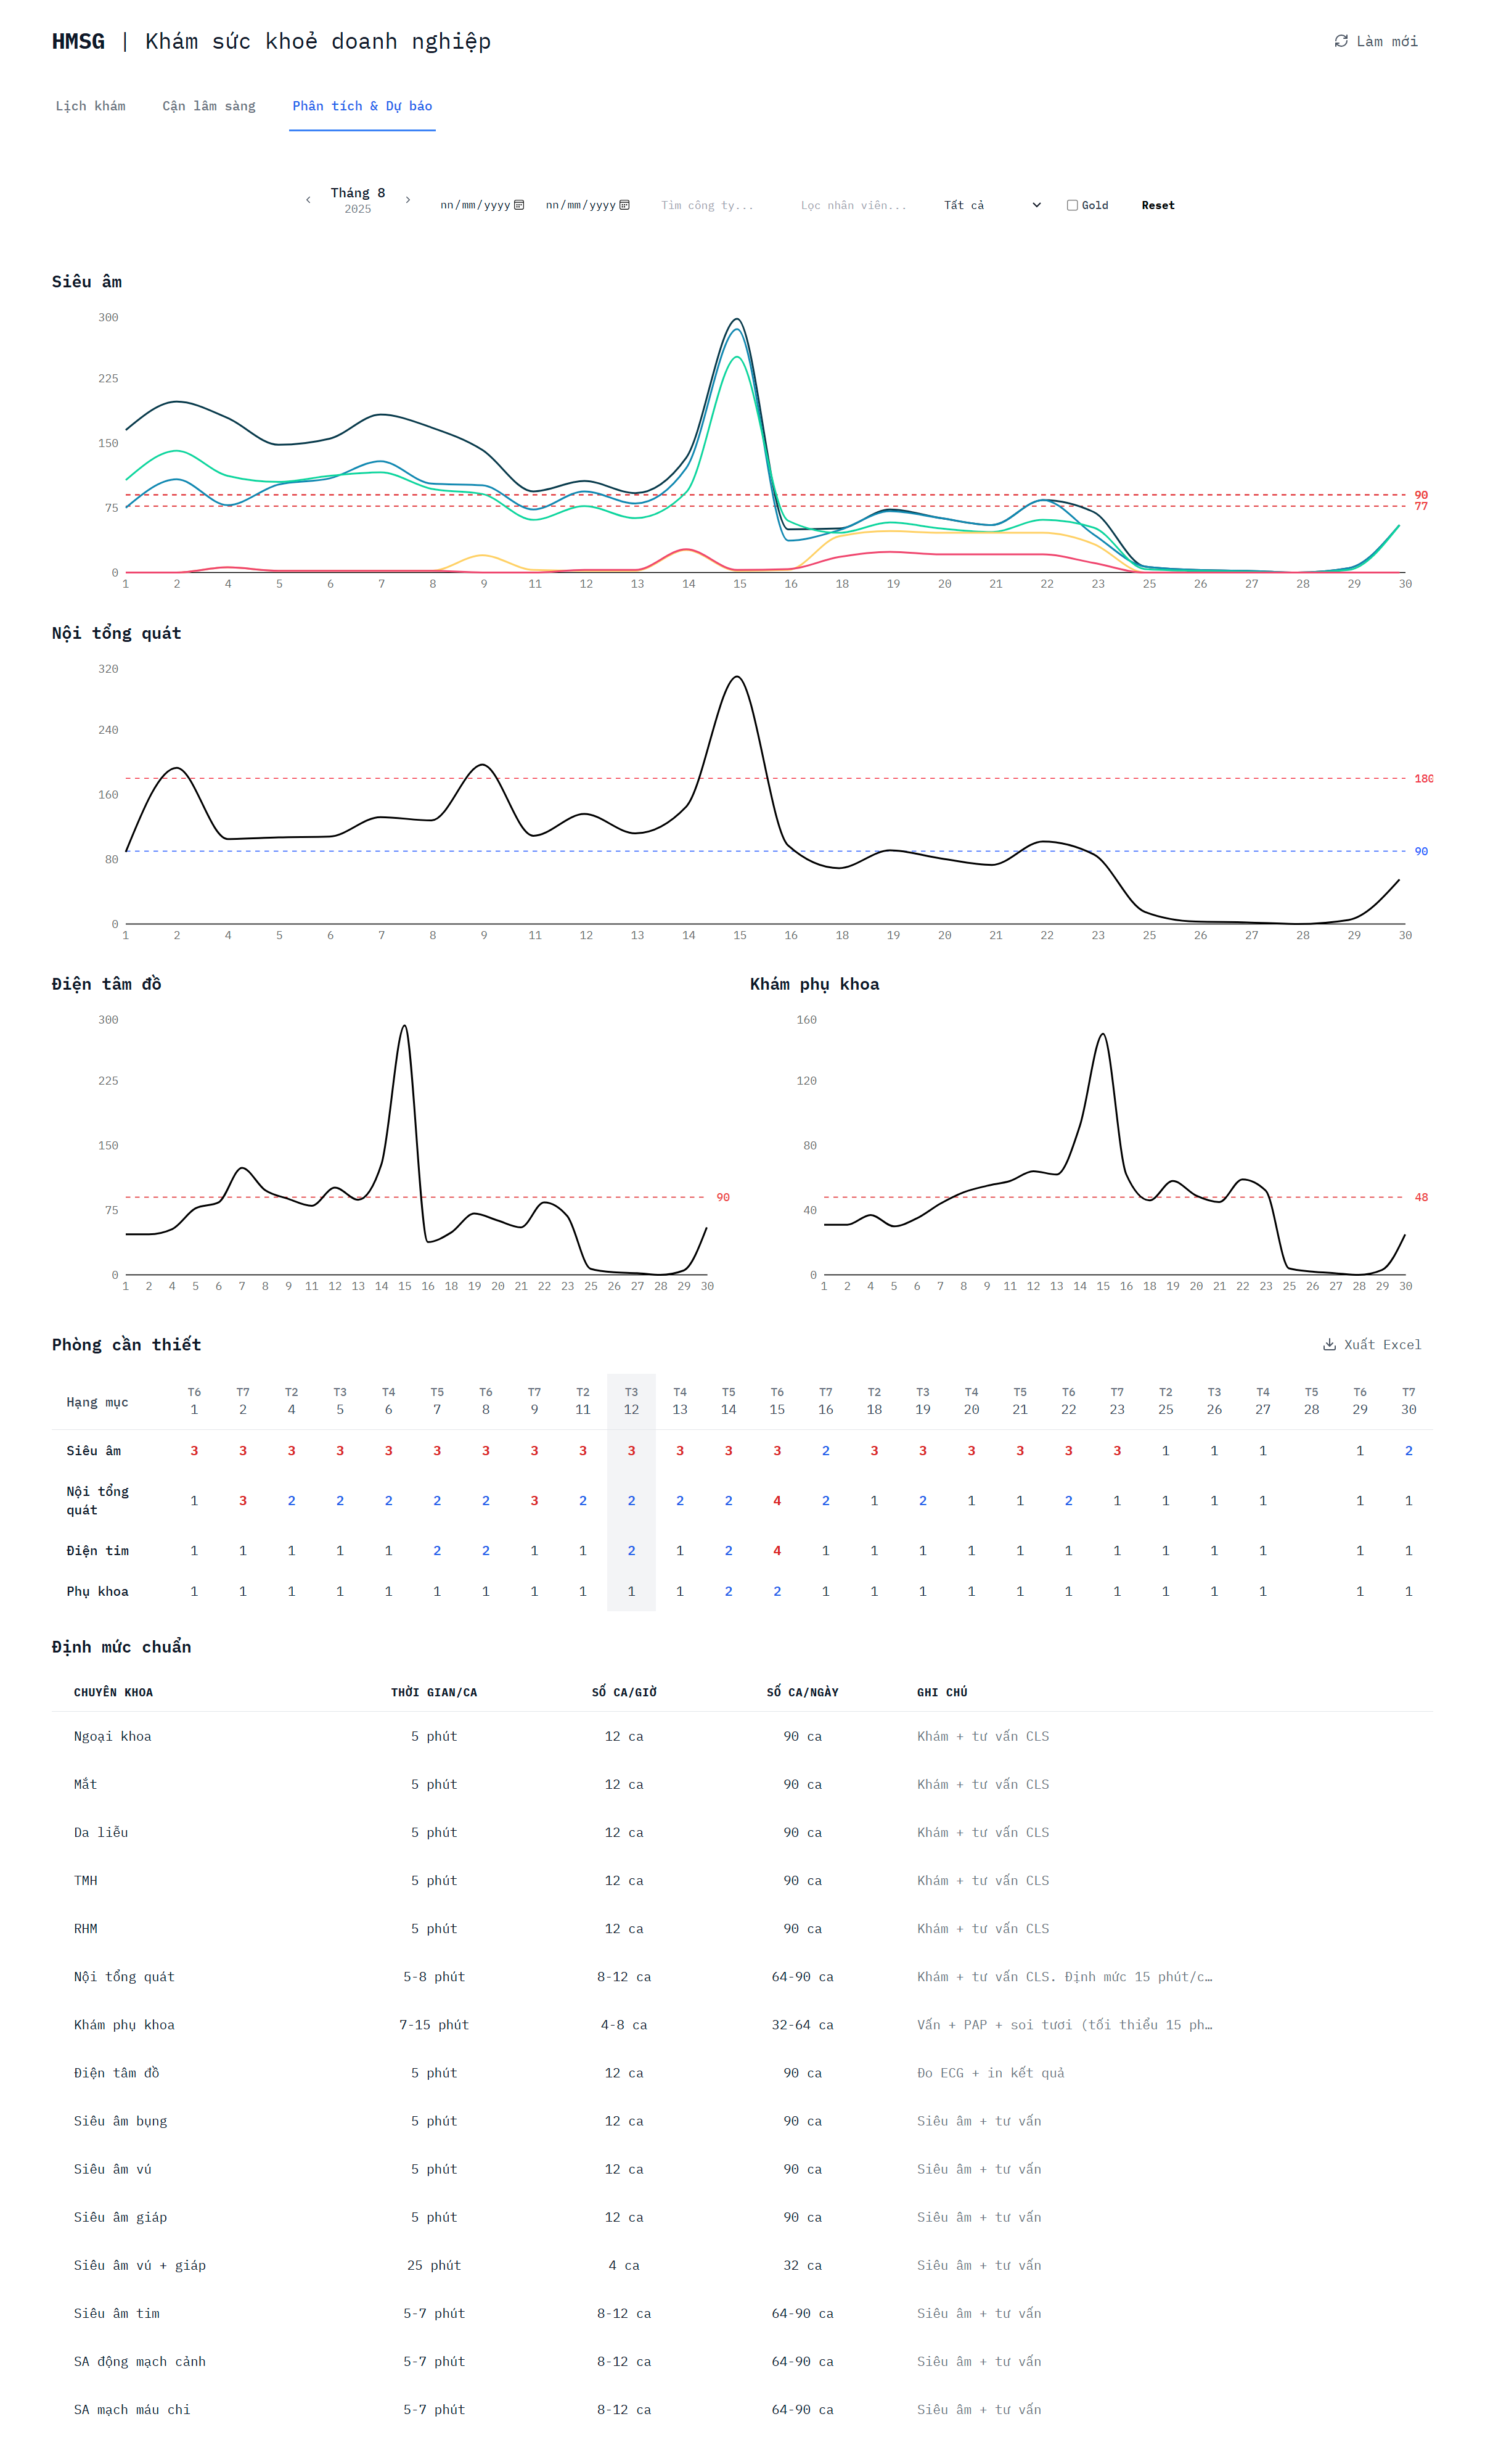 HMSG | Khám sức khoẻ doanh nghiệp
Làm mới
Lịch khám Cận lâm sàng Phân tích & Dự báo
‹ Tháng 8 ›
2025
nn/mm/yyyy nn/mm/yyyy Tìm công ty... Lọc nhân viên... Tất cả Gold Reset
Siêu âm
300
225
150
75
0
90
77
1 2 4 5 6 7 8 9 11 12 13 14 15 16 18 19 20 21 22 23 25 26 27 28 29 30
Nội tổng quát
320
240
160
80
0
180
90
1 2 4 5 6 7 8 9 11 12 13 14 15 16 18 19 20 21 22 23 25 26 27 28 29 30
Điện tâm đồ
300
225
150
75
0
90
1 2 4 5 6 7 8 9 11 12 13 14 15 16 18 19 20 21 22 23 25 26 27 28 29 30
Khám phụ khoa
160
120
80
40
0
48
1 2 4 5 6 7 8 9 11 12 13 14 15 16 18 19 20 21 22 23 25 26 27 28 29 30
Phòng cần thiết
Xuất Excel
T6 T7 T2 T3 T4 T5 T6 T7 T2 T3 T4 T5 T6 T7 T2 T3 T4 T5 T6 T7 T2 T3 T4 T5 T6 T7
Hạng mục 1 2 4 5 6 7 8 9 11 12 13 14 15 16 18 19 20 21 22 23 25 26 27 28 29 30
Siêu âm 3 3 3 3 3 3 3 3 3 3 3 3 3 2 3 3 3 3 3 3 1 1 1 1 2
Nội tổng quát 1 3 2 2 2 2 2 3 2 2 2 2 4 2 1 2 1 1 2 1 1 1 1 1 1
Điện tim 1 1 1 1 1 2 2 1 1 2 1 2 4 1 1 1 1 1 1 1 1 1 1 1 1
Phụ khoa 1 1 1 1 1 1 1 1 1 1 1 2 2 1 1 1 1 1 1 1 1 1 1 1 1
Định mức chuẩn
CHUYÊN KHOA THỜI GIAN/CA SỐ CA/GIỜ SỐ CA/NGÀY GHI CHÚ
Ngoại khoa 5 phút 12 ca 90 ca Khám + tư vấn CLS
Mắt 5 phút 12 ca 90 ca Khám + tư vấn CLS
Da liễu 5 phút 12 ca 90 ca Khám + tư vấn CLS
TMH 5 phút 12 ca 90 ca Khám + tư vấn CLS
RHM 5 phút 12 ca 90 ca Khám + tư vấn CLS
Nội tổng quát 5-8 phút 8-12 ca 64-90 ca Khám + tư vấn CLS. Định mức 15 phút/c…
Khám phụ khoa 7-15 phút 4-8 ca 32-64 ca Vấn + PAP + soi tươi (tối thiểu 15 ph…
Điện tâm đồ 5 phút 12 ca 90 ca Đo ECG + in kết quả
Siêu âm bụng 5 phút 12 ca 90 ca Siêu âm + tư vấn
Siêu âm vú 5 phút 12 ca 90 ca Siêu âm + tư vấn
Siêu âm giáp 5 phút 12 ca 90 ca Siêu âm + tư vấn
Siêu âm vú + giáp 25 phút 4 ca 32 ca Siêu âm + tư vấn
Siêu âm tim 5-7 phút 8-12 ca 64-90 ca Siêu âm + tư vấn
SA động mạch cảnh 5-7 phút 8-12 ca 64-90 ca Siêu âm + tư vấn
SA mạch máu chi 5-7 phút 8-12 ca 64-90 ca Siêu âm + tư vấn